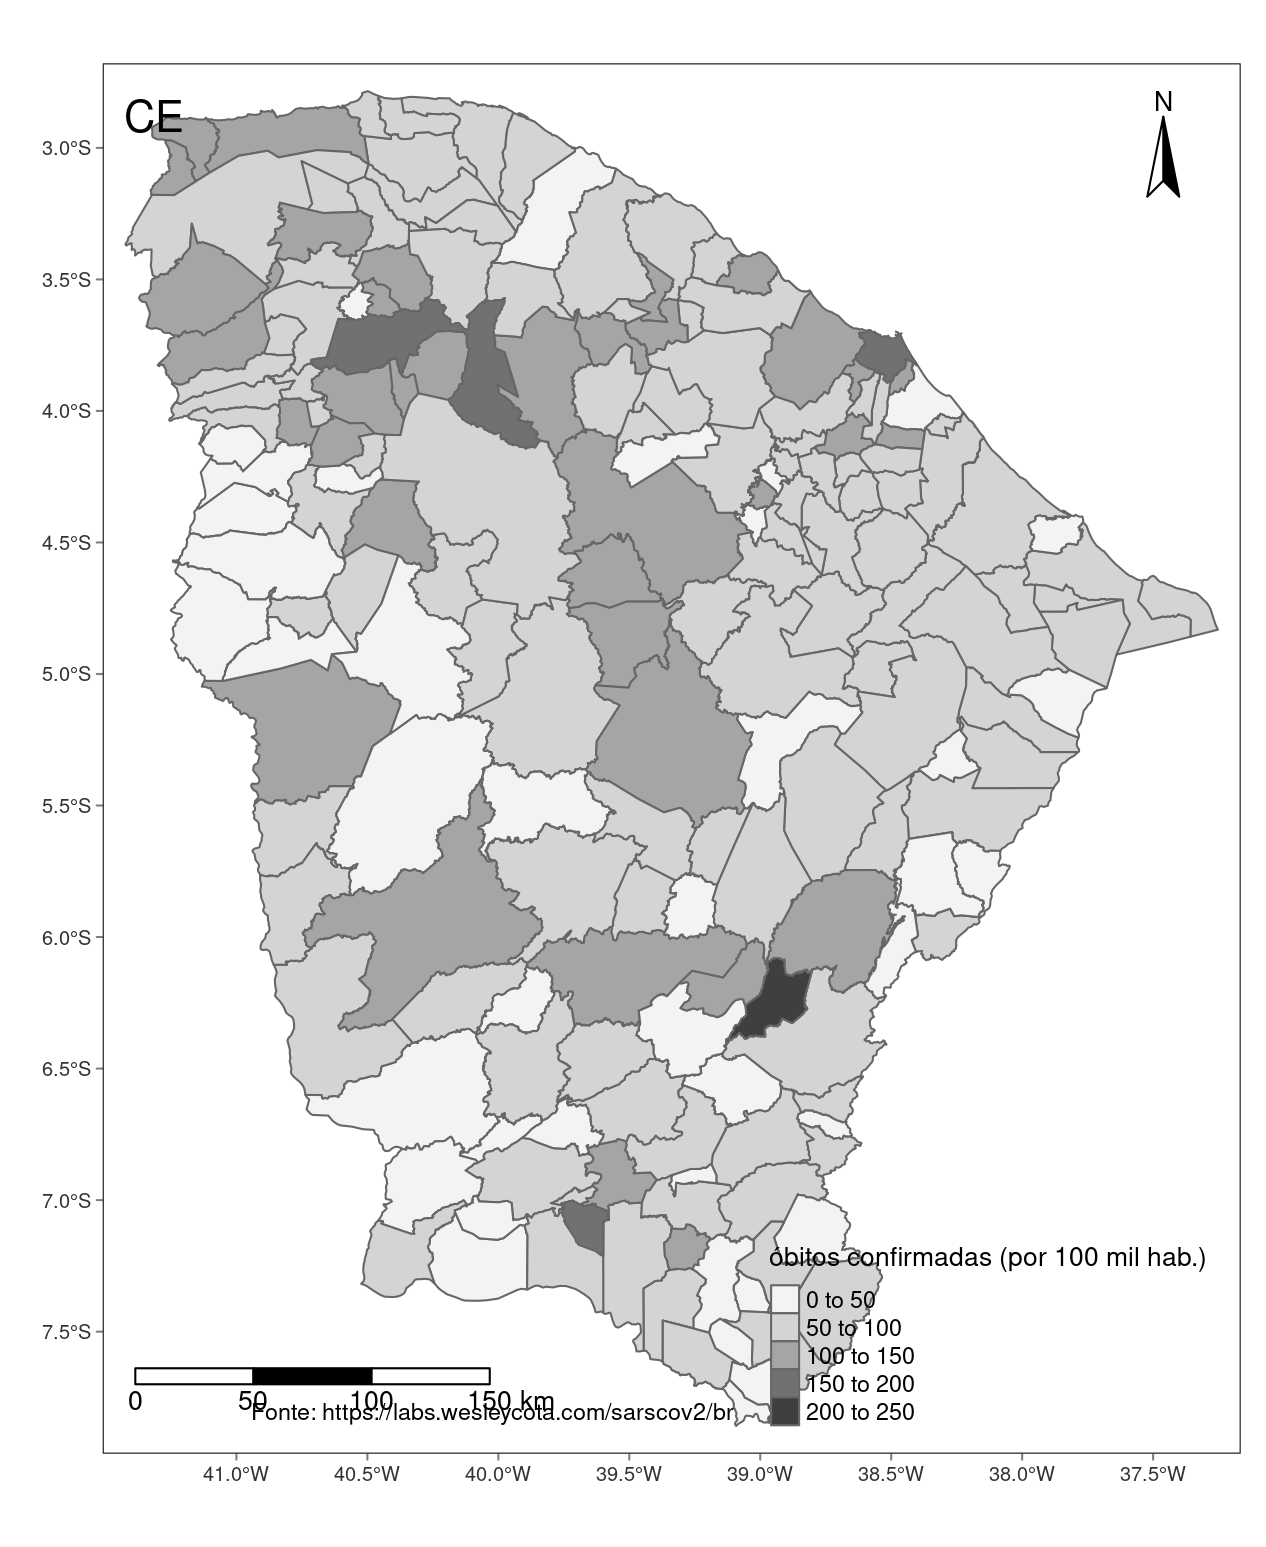 CE
N
3.0°S
3.5°S
4.0°S
4.5°S
5.0°S
5.5°S
6.0°S
6.5°S
7.0°S
7.5°S
óbitos confirmadas (por 100 mil hab.)
0 to 50
50 to 100
100 to 150
150 to 200
200 to 250
0 50 100 150 km
Fonte: https://labs.wesleycota.com/sarscov2/br
41.0°W 40.5°W 40.0°W 39.5°W 39.0°W 38.5°W 38.0°W 37.5°W